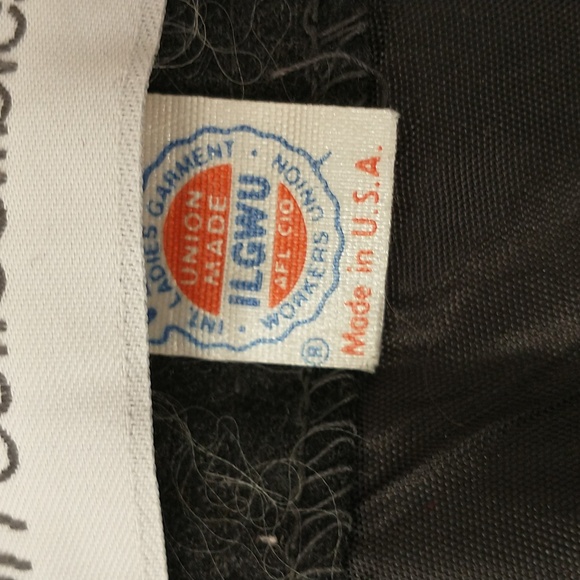 INT. LADIES GARMENT · WORKERS UNION ·
UNION
MADE
ILGWU
AFL CIO
®
Made in U.S.A.